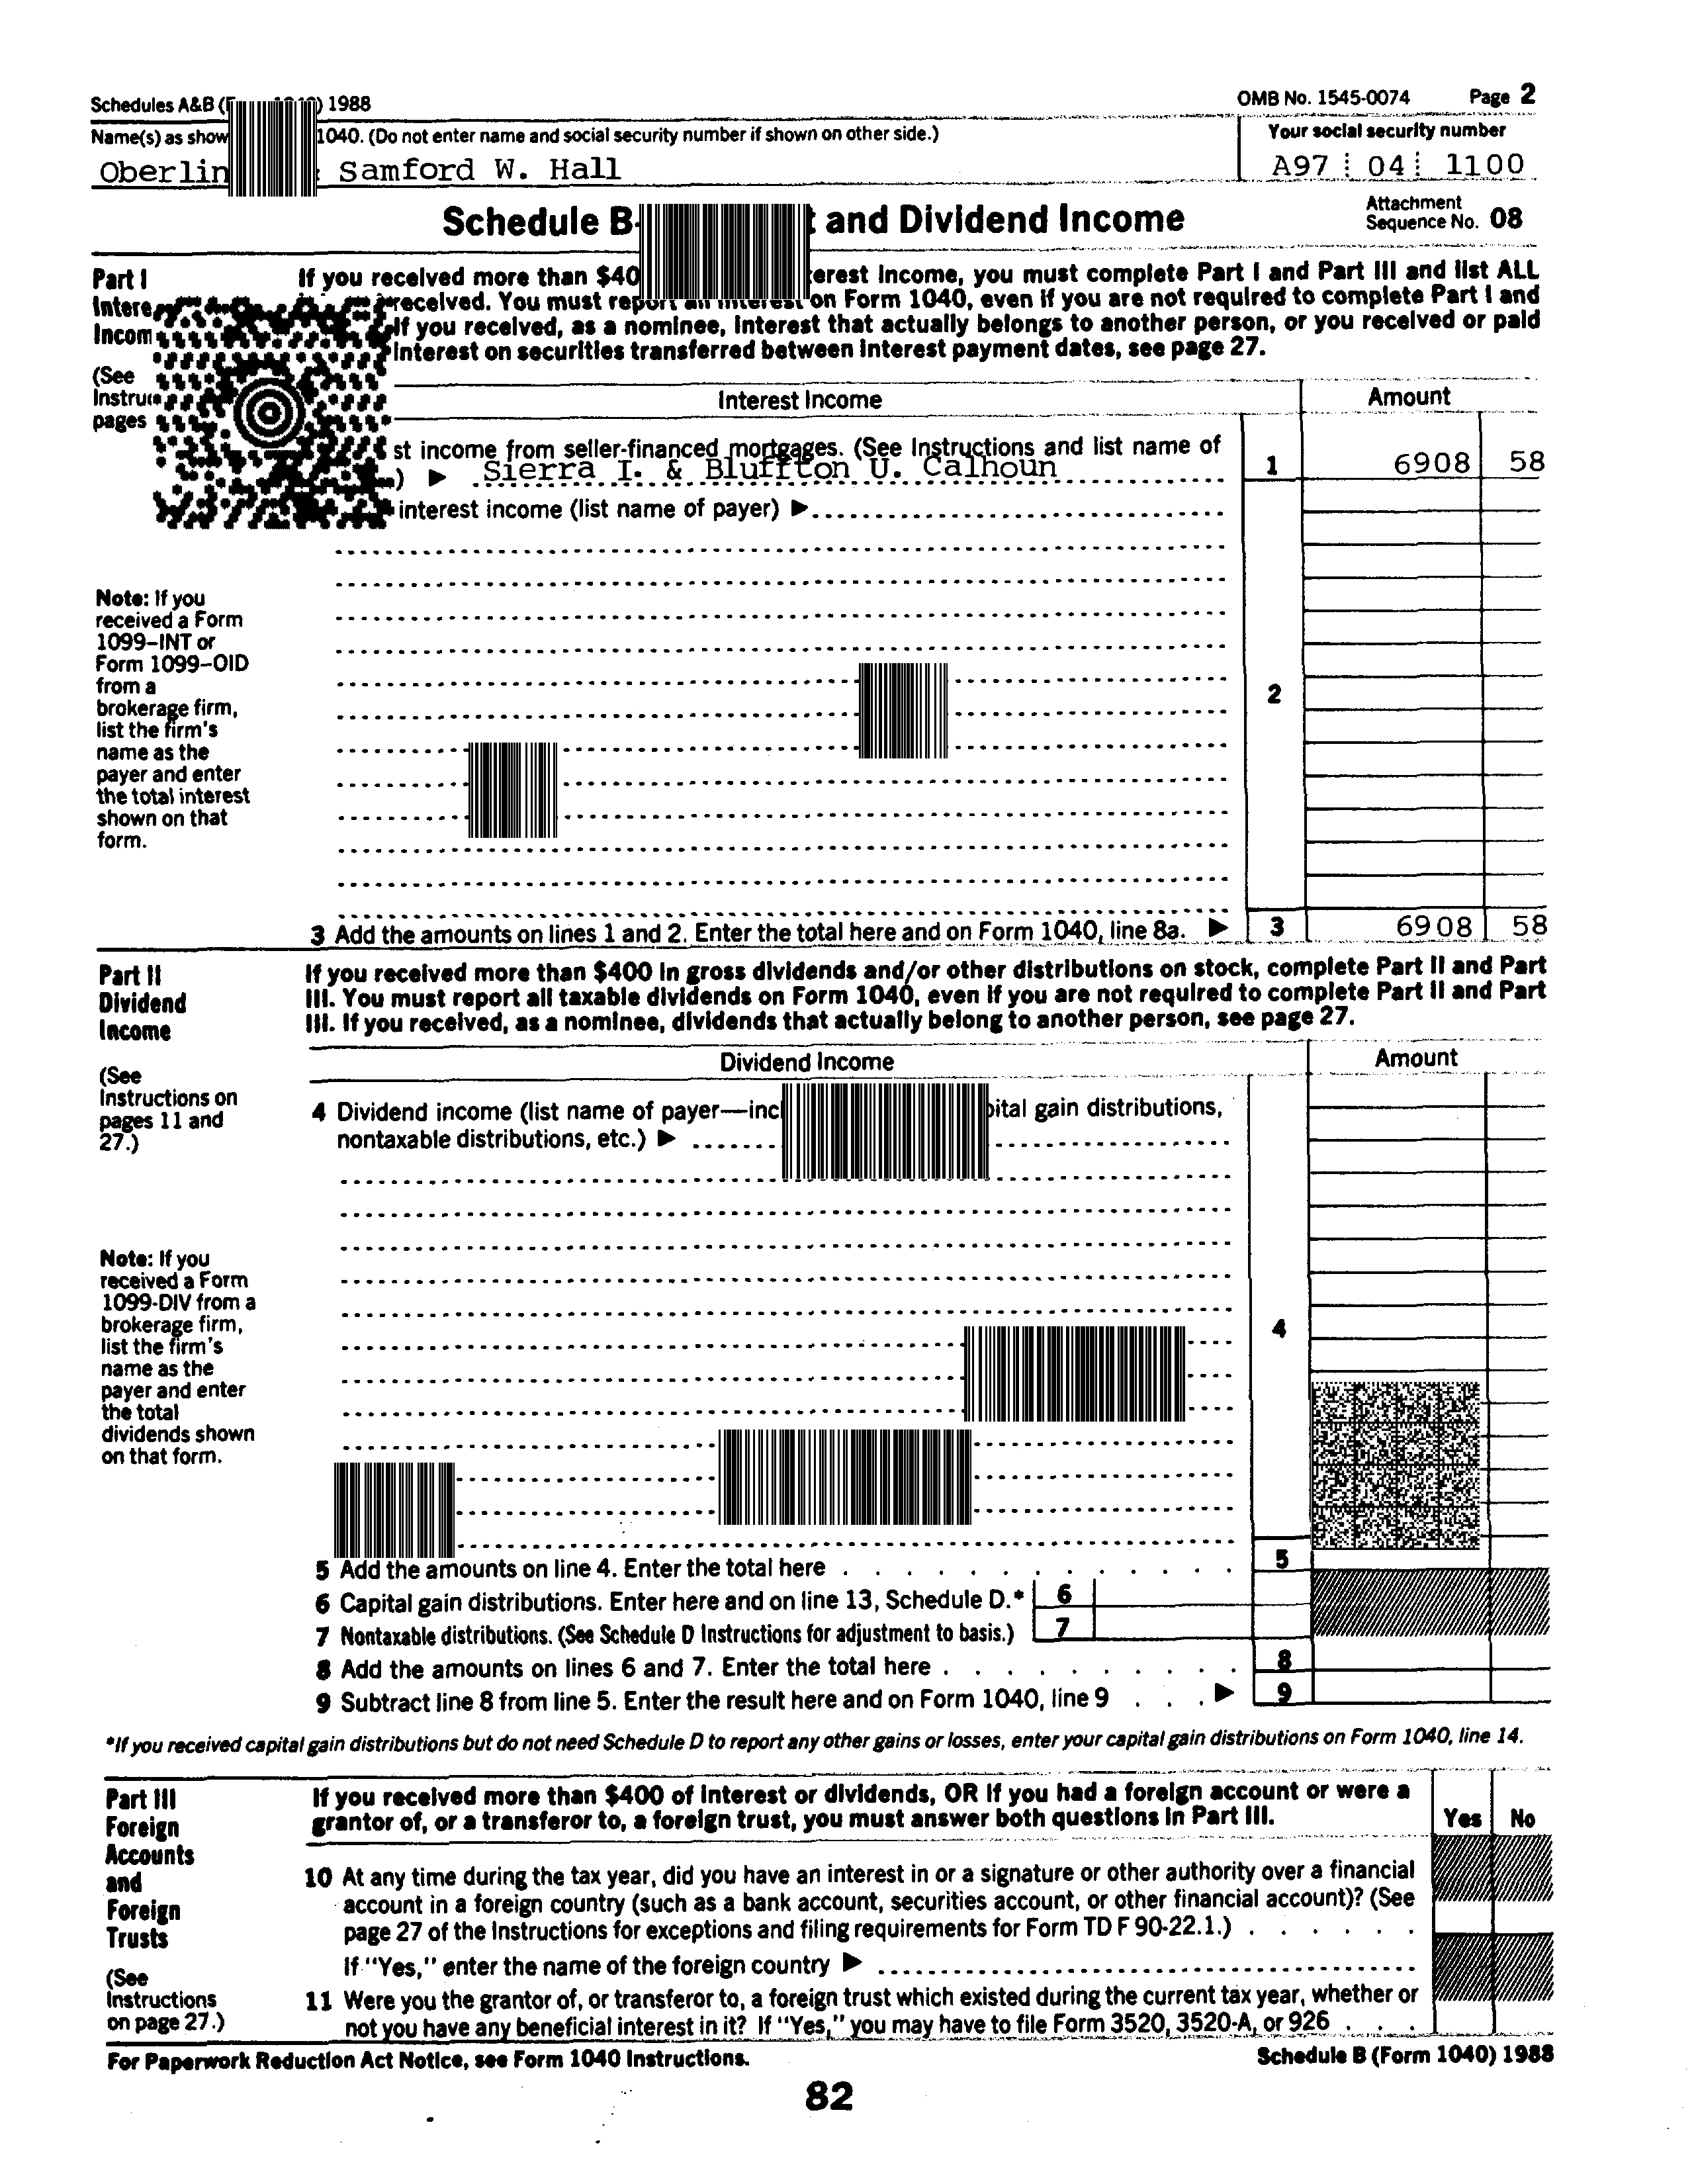 Schedules A&B ( ) 1988 OMB No. 1545-0074 Page 2
Name(s) as 1040. (Do not enter name and social security number if shown on other side.) Your social security number
Samford W. Hall A97 04 1100
Schedule and Dividend Income Attachment
Sequence No. 08
Part I
If you received more than Income, you must complete Part I and Part III and list ALL
received. You must on Form 1040, even if you are not required to complete Part I and
If you received, as a nominee, interest that actually belongs to another person, or you received or paid
interest on securities transferred between interest payment dates, see page 27.
(See
pages
Interest Income Amount
income from seller-financed mortgages. (See Instructions and list name of
) ▶ Sierra I. & Bluffton U. Calhoun 1 6908 58
interest income (list name of payer) ▶
Note: If you
received a Form
1099–INT or
Form 1099–OID
from a
brokerage firm,
list the firm's
name as the
payer and enter
the total interest
shown on that
form.
2
3 Add the amounts on lines 1 and 2. Enter the total here and on Form 1040, line 8a. ▶ 3 6908 58
Part II
Dividend
Income
If you received more than $400 in gross dividends and/or other distributions on stock, complete Part II and Part
III. You must report all taxable dividends on Form 1040, even if you are not required to complete Part II and Part
III. If you received, as a nominee, dividends that actually belong to another person, see page 27.
(See
Instructions on
pages 11 and
27.)
Dividend Income Amount
4 Dividend income (list name of payer— gain distributions,
nontaxable distributions, etc.) ▶
Note: If you
received a Form
1099-DIV from a
brokerage firm,
list the firm's
name as the
payer and enter
the total
dividends shown
on that form.
4
5 Add the amounts on line 4. Enter the total here 5
6 Capital gain distributions. Enter here and on line 13, Schedule D.* 6
7 Nontaxable distributions. (See Schedule D Instructions for adjustment to basis.) 7
8 Add the amounts on lines 6 and 7. Enter the total here 8
9 Subtract line 8 from line 5. Enter the result here and on Form 1040, line 9 ▶ 9
*If you received capital gain distributions but do not need Schedule D to report any other gains or losses, enter your capital gain distributions on Form 1040, line 14.
Part III
Foreign
Accounts
and
Foreign
Trusts
(See
Instructions
on page 27.)
If you received more than $400 of interest or dividends, OR if you had a foreign account or were a
grantor of, or a transferor to, a foreign trust, you must answer both questions in Part III. Yes No
10 At any time during the tax year, did you have an interest in or a signature or other authority over a financial
account in a foreign country (such as a bank account, securities account, or other financial account)? (See
page 27 of the Instructions for exceptions and filing requirements for Form TD F 90-22.1.)
If "Yes," enter the name of the foreign country ▶
11 Were you the grantor of, or transferor to, a foreign trust which existed during the current tax year, whether or
not you have any beneficial interest in it? If "Yes," you may have to file Form 3520, 3520-A, or 926
For Paperwork Reduction Act Notice, see Form 1040 Instructions. Schedule B (Form 1040) 1988
82